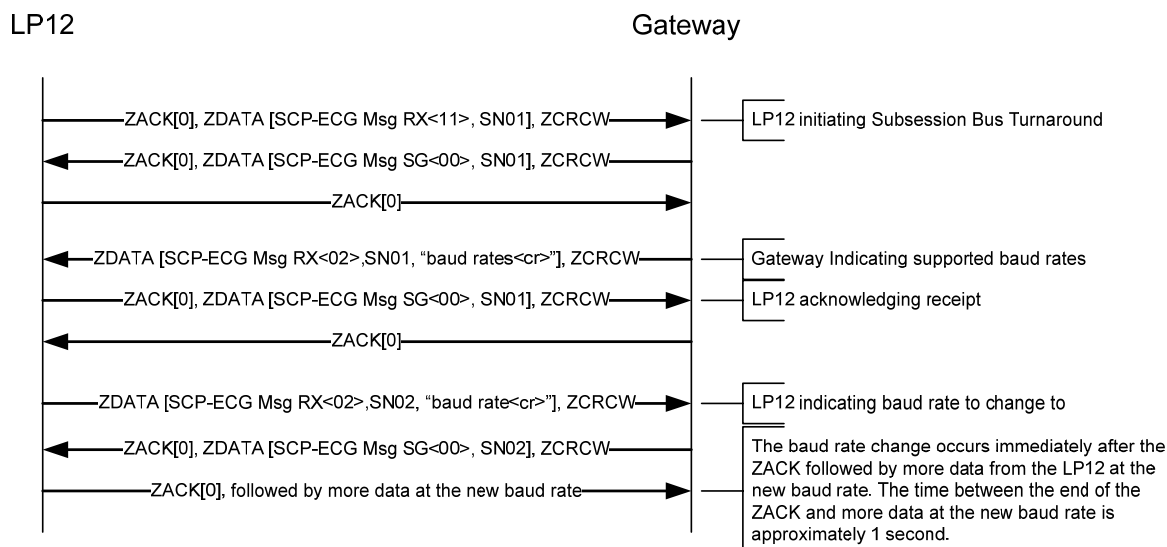 LP12
Gateway
ZACK[0], ZDATA [SCP-ECG Msg RX<11>, SN01], ZCRCW
LP12 initiating Subsession Bus Turnaround
ZACK[0], ZDATA [SCP-ECG Msg SG<00>, SN01], ZCRCW
ZACK[0]
ZDATA [SCP-ECG Msg RX<02>,SN01, “baud rates<cr>”], ZCRCW
Gateway Indicating supported baud rates
ZACK[0], ZDATA [SCP-ECG Msg SG<00>, SN01], ZCRCW
LP12 acknowledging receipt
ZACK[0]
ZDATA [SCP-ECG Msg RX<02>,SN02, “baud rate<cr>”], ZCRCW
LP12 indicating baud rate to change to
ZACK[0], ZDATA [SCP-ECG Msg SG<00>, SN02], ZCRCW
ZACK[0], followed by more data at the new baud rate
The baud rate change occurs immediately after the
ZACK followed by more data from the LP12 at the
new baud rate. The time between the end of the
ZACK and more data at the new baud rate is
approximately 1 second.